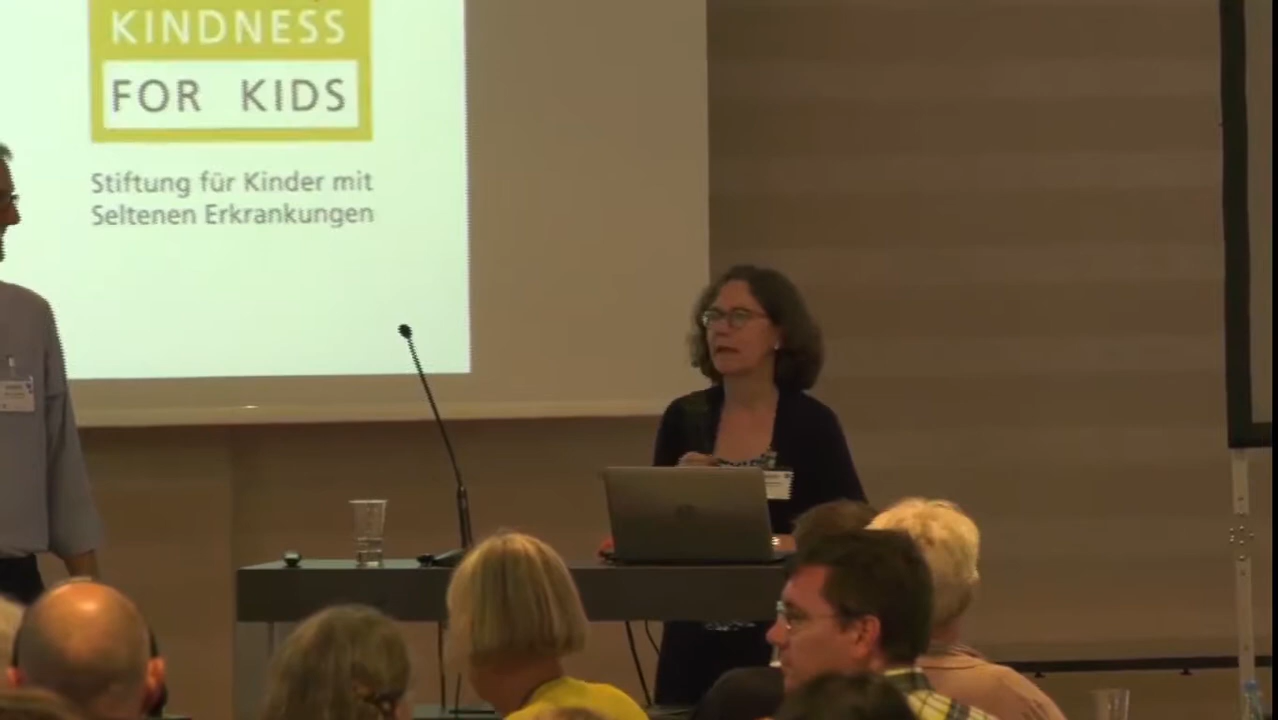 KINDNESS
FOR KIDS
Stiftung für Kinder mit
Seltenen Erkrankungen